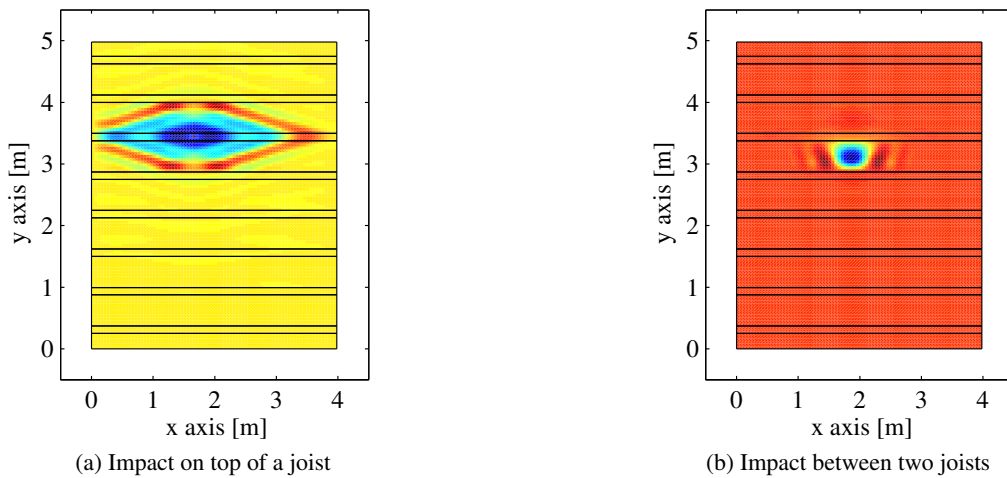 5
4
3
2
1
0
y axis [m]
0 1 2 3 4
x axis [m]
(a) Impact on top of a joist
5
4
3
2
1
0
y axis [m]
0 1 2 3 4
x axis [m]
(b) Impact between two joists